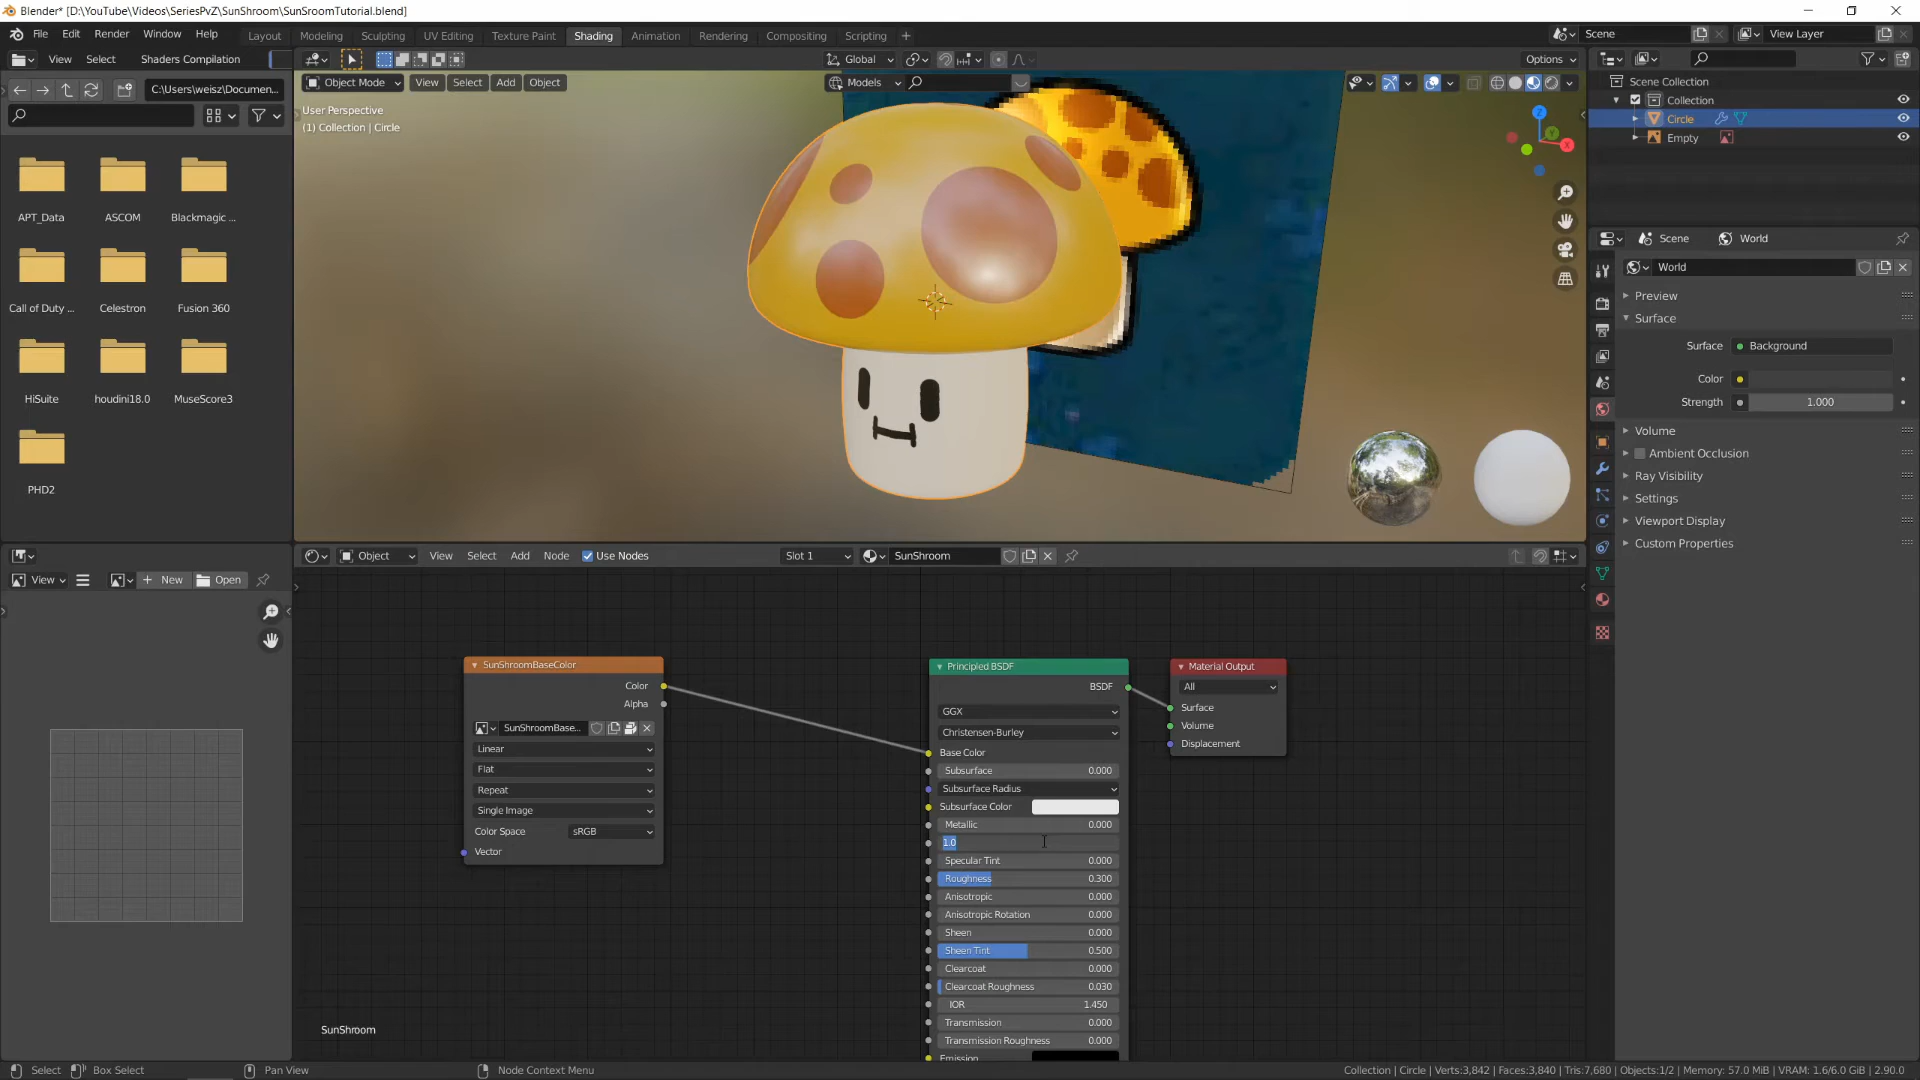 Blender* [D:\YouTube\Videos\SeriesPvZ\SunShroom\SunSroomTutorial.blend]
File Edit Render Window Help
Layout Modeling Sculpting UV Editing Texture Paint Shading Animation Rendering Compositing Scripting +
Scene
View Layer
View Select Shaders Compilation
Global
Options
C:\Users\weisz\Documen...
Object Mode View Select Add Object
Models
User Perspective
(1) Collection | Circle
Scene Collection
Collection
Circle
Empty
X
Y
Z
APT_Data
ASCOM
Blackmagic ...
Call of Duty ...
Celestron
Fusion 360
HiSuite
houdini18.0
MuseScore3
PHD2
Scene World
World
Preview
Surface
Surface Background
Color
Strength 1.000
Volume
Ambient Occlusion
Ray Visibility
Settings
Viewport Display
Custom Properties
View + New Open
Object View Select Add Node Use Nodes Slot 1 SunShroom
SunShroomBaseColor
Color
Alpha
SunShroomBase...
Linear
Flat
Repeat
Single Image
Color Space sRGB
Vector
Principled BSDF
BSDF
GGX
Christensen-Burley
Base Color
Subsurface 0.000
Subsurface Radius
Subsurface Color
Metallic 0.000
1.0
Specular Tint 0.000
Roughness 0.300
Anisotropic 0.000
Anisotropic Rotation 0.000
Sheen 0.000
Sheen Tint 0.500
Clearcoat 0.000
Clearcoat Roughness 0.030
IOR 1.450
Transmission 0.000
Transmission Roughness 0.000
Emission
Material Output
All
Surface
Volume
Displacement
SunShroom
Select Box Select Pan View Node Context Menu
Collection | Circle | Verts:3,842 | Faces:3,840 | Tris:7,680 | Objects:1/2 | Memory: 57.0 MiB | VRAM: 1.6/6.0 GiB | 2.90.0